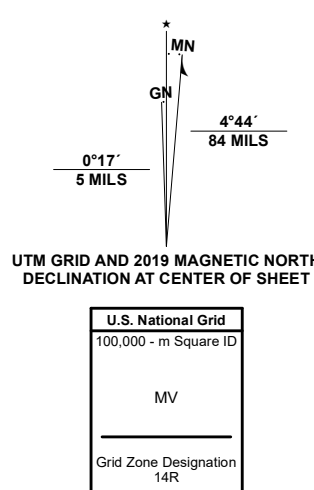 ★
MN
GN
4°44´
84 MILS
0°17´
5 MILS
UTM GRID AND 2019 MAGNETIC NORTH
DECLINATION AT CENTER OF SHEET
U.S. National Grid
100,000 - m Square ID
MV
Grid Zone Designation
14R